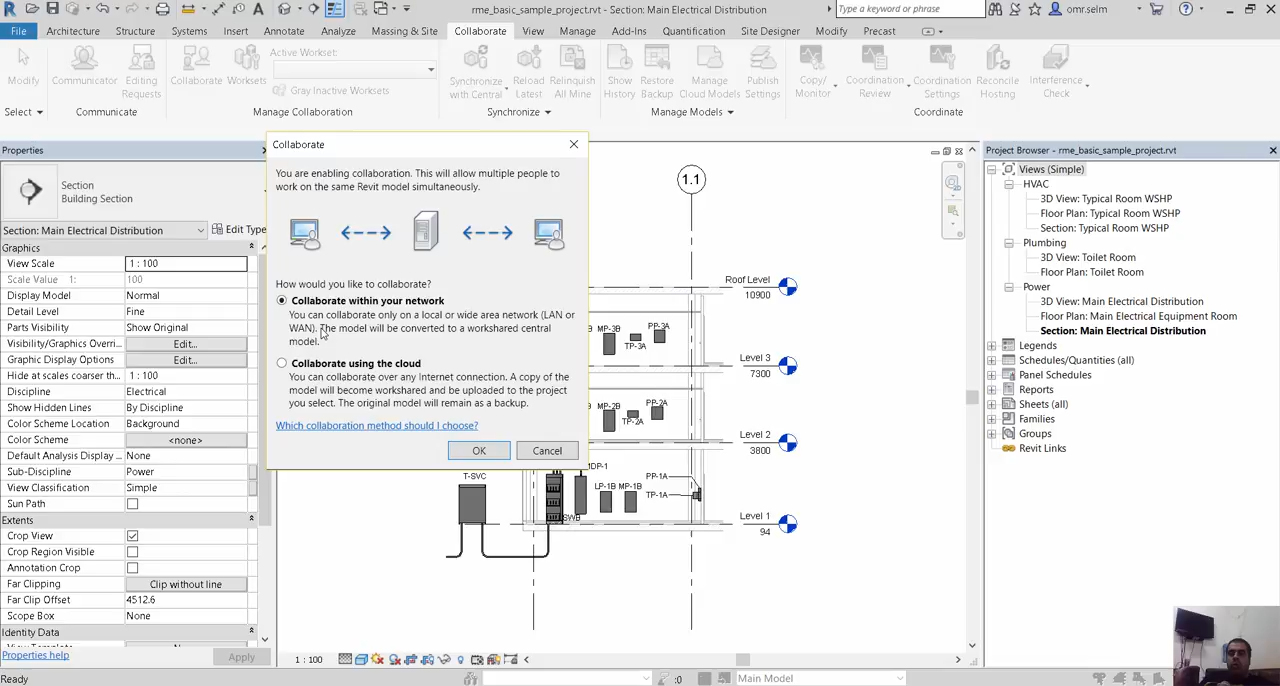 rme_basic_sample_project.rvt - Section: Main Electrical Distribution
Type a keyword or phrase
omr.selm
File Architecture Structure Systems Insert Annotate Analyze Massing & Site Collaborate View Manage Add-Ins Quantification Site Designer Modify Precast
Modify
Communicator
Editing Requests
Collaborate
Worksets
Active Workset:
Gray Inactive Worksets
Synchronize with Central
Reload Latest
Relinquish All Mine
Show History
Restore Backup
Manage Cloud Models
Publish Settings
Copy/ Monitor
Coordination Review
Coordination Settings
Reconcile Hosting
Interference Check
Select
Communicate
Manage Collaboration
Synchronize
Manage Models
Coordinate
Properties
Section
Building Section
Section: Main Electrical Distribution
Edit Type
Graphics
View Scale 1 : 100
Scale Value 1: 100
Display Model Normal
Detail Level Fine
Parts Visibility Show Original
Visibility/Graphics Overri... Edit...
Graphic Display Options Edit...
Hide at scales coarser th... 1 : 100
Discipline Electrical
Show Hidden Lines By Discipline
Color Scheme Location Background
Color Scheme <none>
Default Analysis Display ... None
Sub-Discipline Power
View Classification Simple
Sun Path
Extents
Crop View
Crop Region Visible
Annotation Crop
Far Clipping Clip without line
Far Clip Offset 4512.6
Scope Box None
Identity Data
Properties help
Apply
Ready
Collaborate
You are enabling collaboration. This will allow multiple people to
work on the same Revit model simultaneously.
How would you like to collaborate?
Collaborate within your network
You can collaborate only on a local or wide area network (LAN or
WAN). The model will be converted to a workshared central
model.
Collaborate using the cloud
You can collaborate over any Internet connection. A copy of the
model will become workshared and be uploaded to the project
you select. The original model will remain as a backup.
Which collaboration method should I choose?
OK
Cancel
1.1
Roof Level
10900
MP-3B
TP-3A
PP-3A
Level 3
7300
MP-2B
TP-2A
PP-2A
Level 2
3800
T-SVC
MDP-1
LP-1B
MP-1B
PP-1A
TP-1A
SWB
Level 1
94
1 : 100
:0
Main Model
Project Browser - rme_basic_sample_project.rvt
Views (Simple)
HVAC
3D View: Typical Room WSHP
Floor Plan: Typical Room WSHP
Section: Typical Room WSHP
Plumbing
3D View: Toilet Room
Floor Plan: Toilet Room
Power
3D View: Main Electrical Distribution
Floor Plan: Main Electrical Equipment Room
Section: Main Electrical Distribution
Legends
Schedules/Quantities (all)
Panel Schedules
Reports
Sheets (all)
Families
Groups
Revit Links